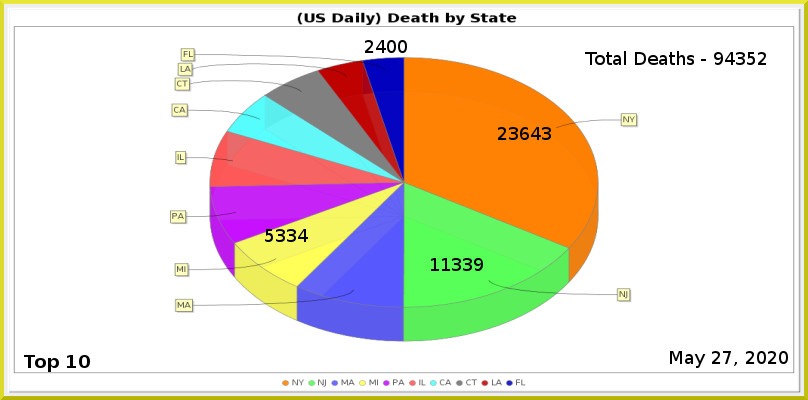 (US Daily) Death by State
2400
FL
Total Deaths - 94352
LA
CT
CA
NY
23643
IL
PA
5334
11339
MI
NJ
MA
Top 10
May 27, 2020
NY NJ MA MI PA IL CA CT LA FL